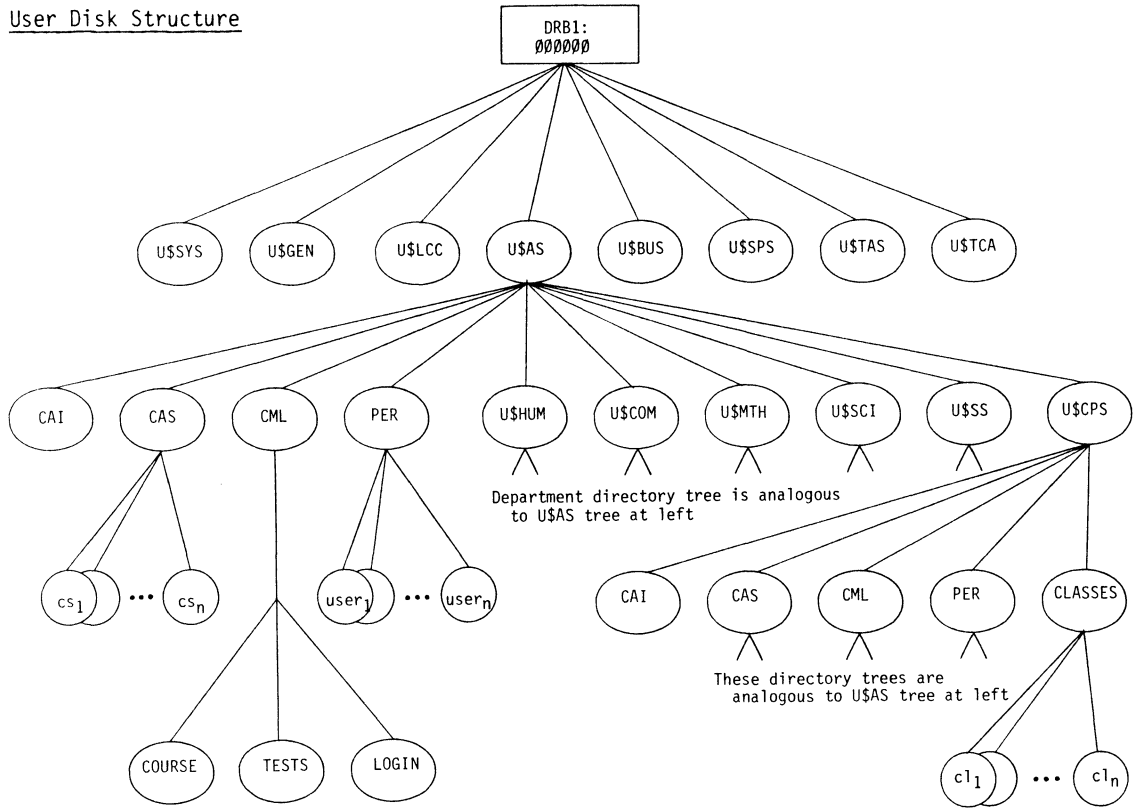 User Disk Structure
DRB1:
ØØØØØØ
U$SYS
U$GEN
U$LCC
U$AS
U$BUS
U$SPS
U$TAS
U$TCA
CAI
CAS
CML
PER
U$HUM
U$COM
U$MTH
U$SCI
U$SS
U$CPS
Department directory tree is analogous
to U$AS tree at left
cs1
•••
csn
user1
•••
usern
CAI
CAS
CML
PER
CLASSES
These directory trees are
analogous to U$AS tree at left
COURSE
TESTS
LOGIN
cl1
•••
cln